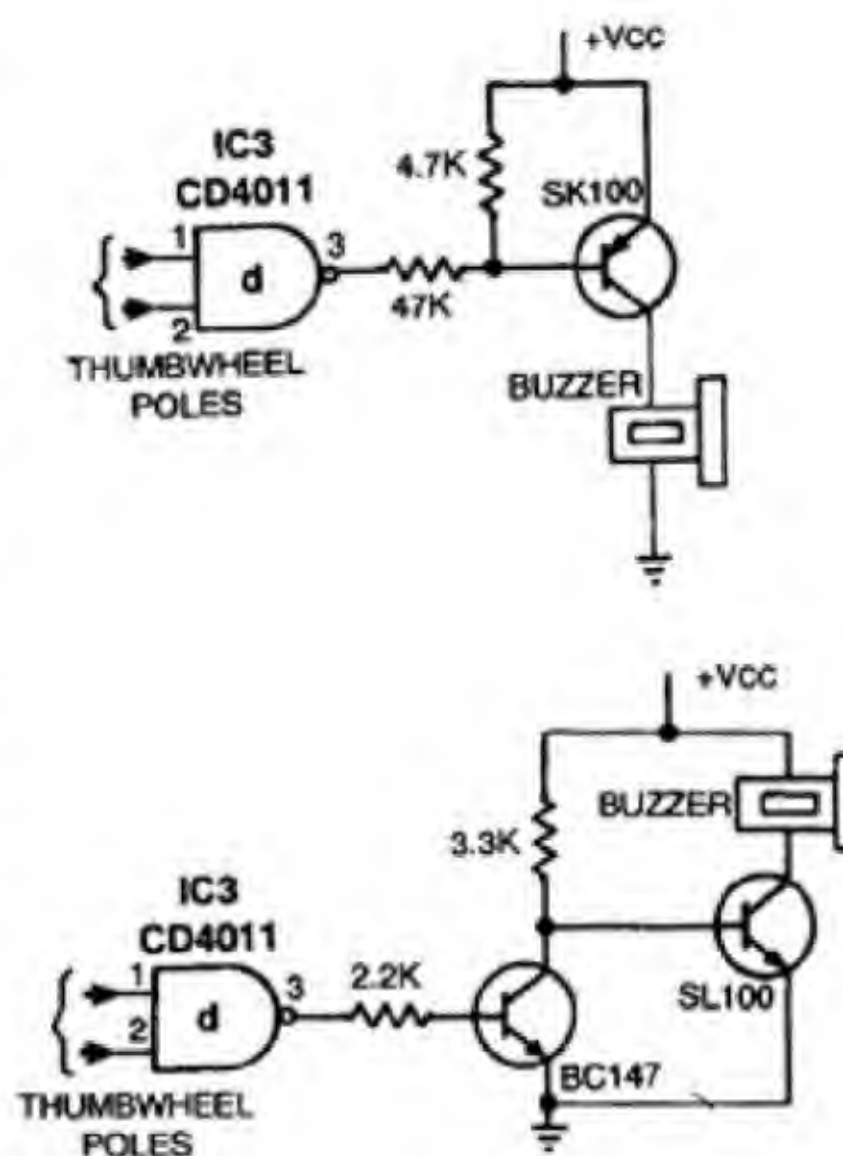 +VCC
IC3
CD4011
4.7K
SK100
1
3
d
47K
2
THUMBWHEEL
POLES
BUZZER
+VCC
BUZZER
3.3K
IC3
CD4011
1
3
2.2K
d
2
SL100
BC147
THUMBWHEEL
POLES